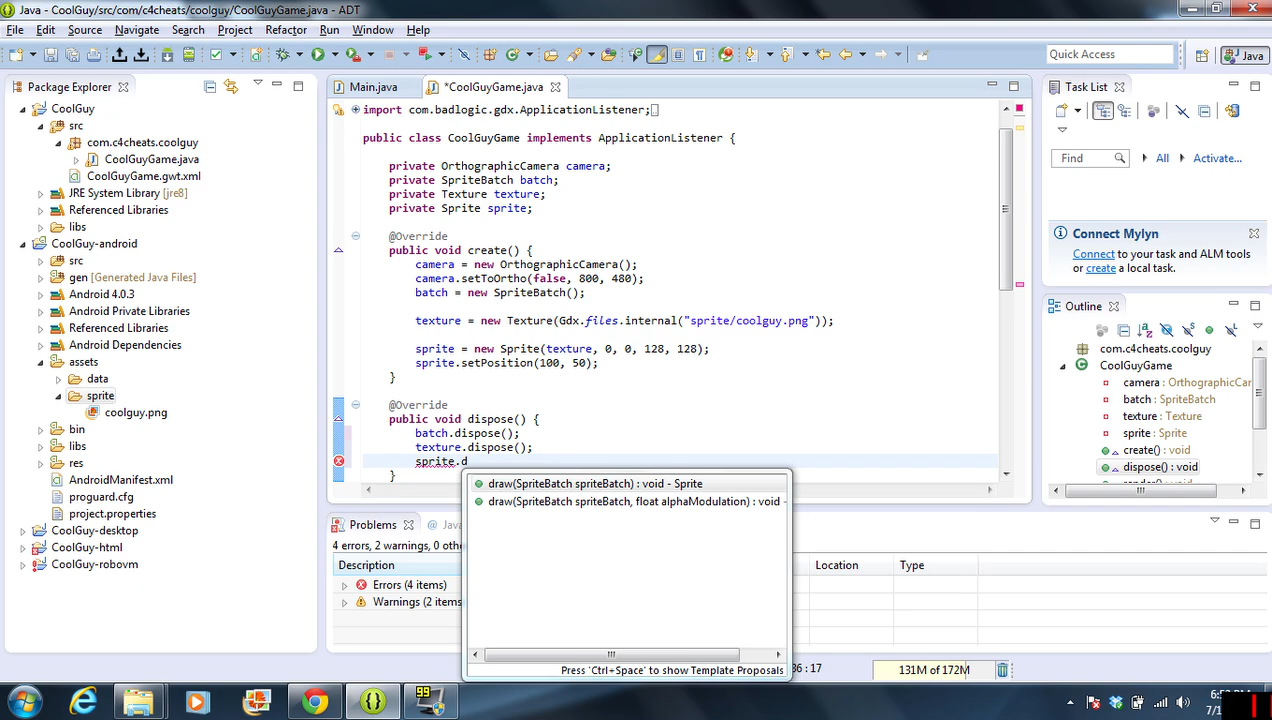 Java - CoolGuy/src/com/c4cheats/coolguy/CoolGuyGame.java - ADT
File Edit Source Navigate Search Project Refactor Run Window Help
Quick Access
Java
Package Explorer
CoolGuy
src
com.c4cheats.coolguy
CoolGuyGame.java
CoolGuyGame.gwt.xml
JRE System Library [jre8]
Referenced Libraries
libs
CoolGuy-android
src
gen [Generated Java Files]
Android 4.0.3
Android Private Libraries
Referenced Libraries
Android Dependencies
assets
data
sprite
coolguy.png
bin
libs
res
AndroidManifest.xml
proguard.cfg
project.properties
CoolGuy-desktop
CoolGuy-html
CoolGuy-robovm
Main.java
*CoolGuyGame.java
import com.badlogic.gdx.ApplicationListener;
public class CoolGuyGame implements ApplicationListener {
private OrthographicCamera camera;
private SpriteBatch batch;
private Texture texture;
private Sprite sprite;
@Override
public void create() {
camera = new OrthographicCamera();
camera.setToOrtho(false, 800, 480);
batch = new SpriteBatch();
texture = new Texture(Gdx.files.internal("sprite/coolguy.png"));
sprite = new Sprite(texture, 0, 0, 128, 128);
sprite.setPosition(100, 50);
}
@Override
public void dispose() {
batch.dispose();
texture.dispose();
sprite.d
}
draw(SpriteBatch spriteBatch) : void - Sprite
draw(SpriteBatch spriteBatch, float alphaModulation) : void -
Press 'Ctrl+Space' to show Template Proposals
Problems
@ Java
4 errors, 2 warnings, 0 othe
Description
Location
Type
Errors (4 items)
Warnings (2 items
36 : 17
131M of 172M
Task List
Find
All
Activate...
Connect Mylyn
Connect to your task and ALM tools
or create a local task.
Outline
com.c4cheats.coolguy
CoolGuyGame
camera : OrthographicCar
batch : SpriteBatch
texture : Texture
sprite : Sprite
create() : void
dispose() : void
99